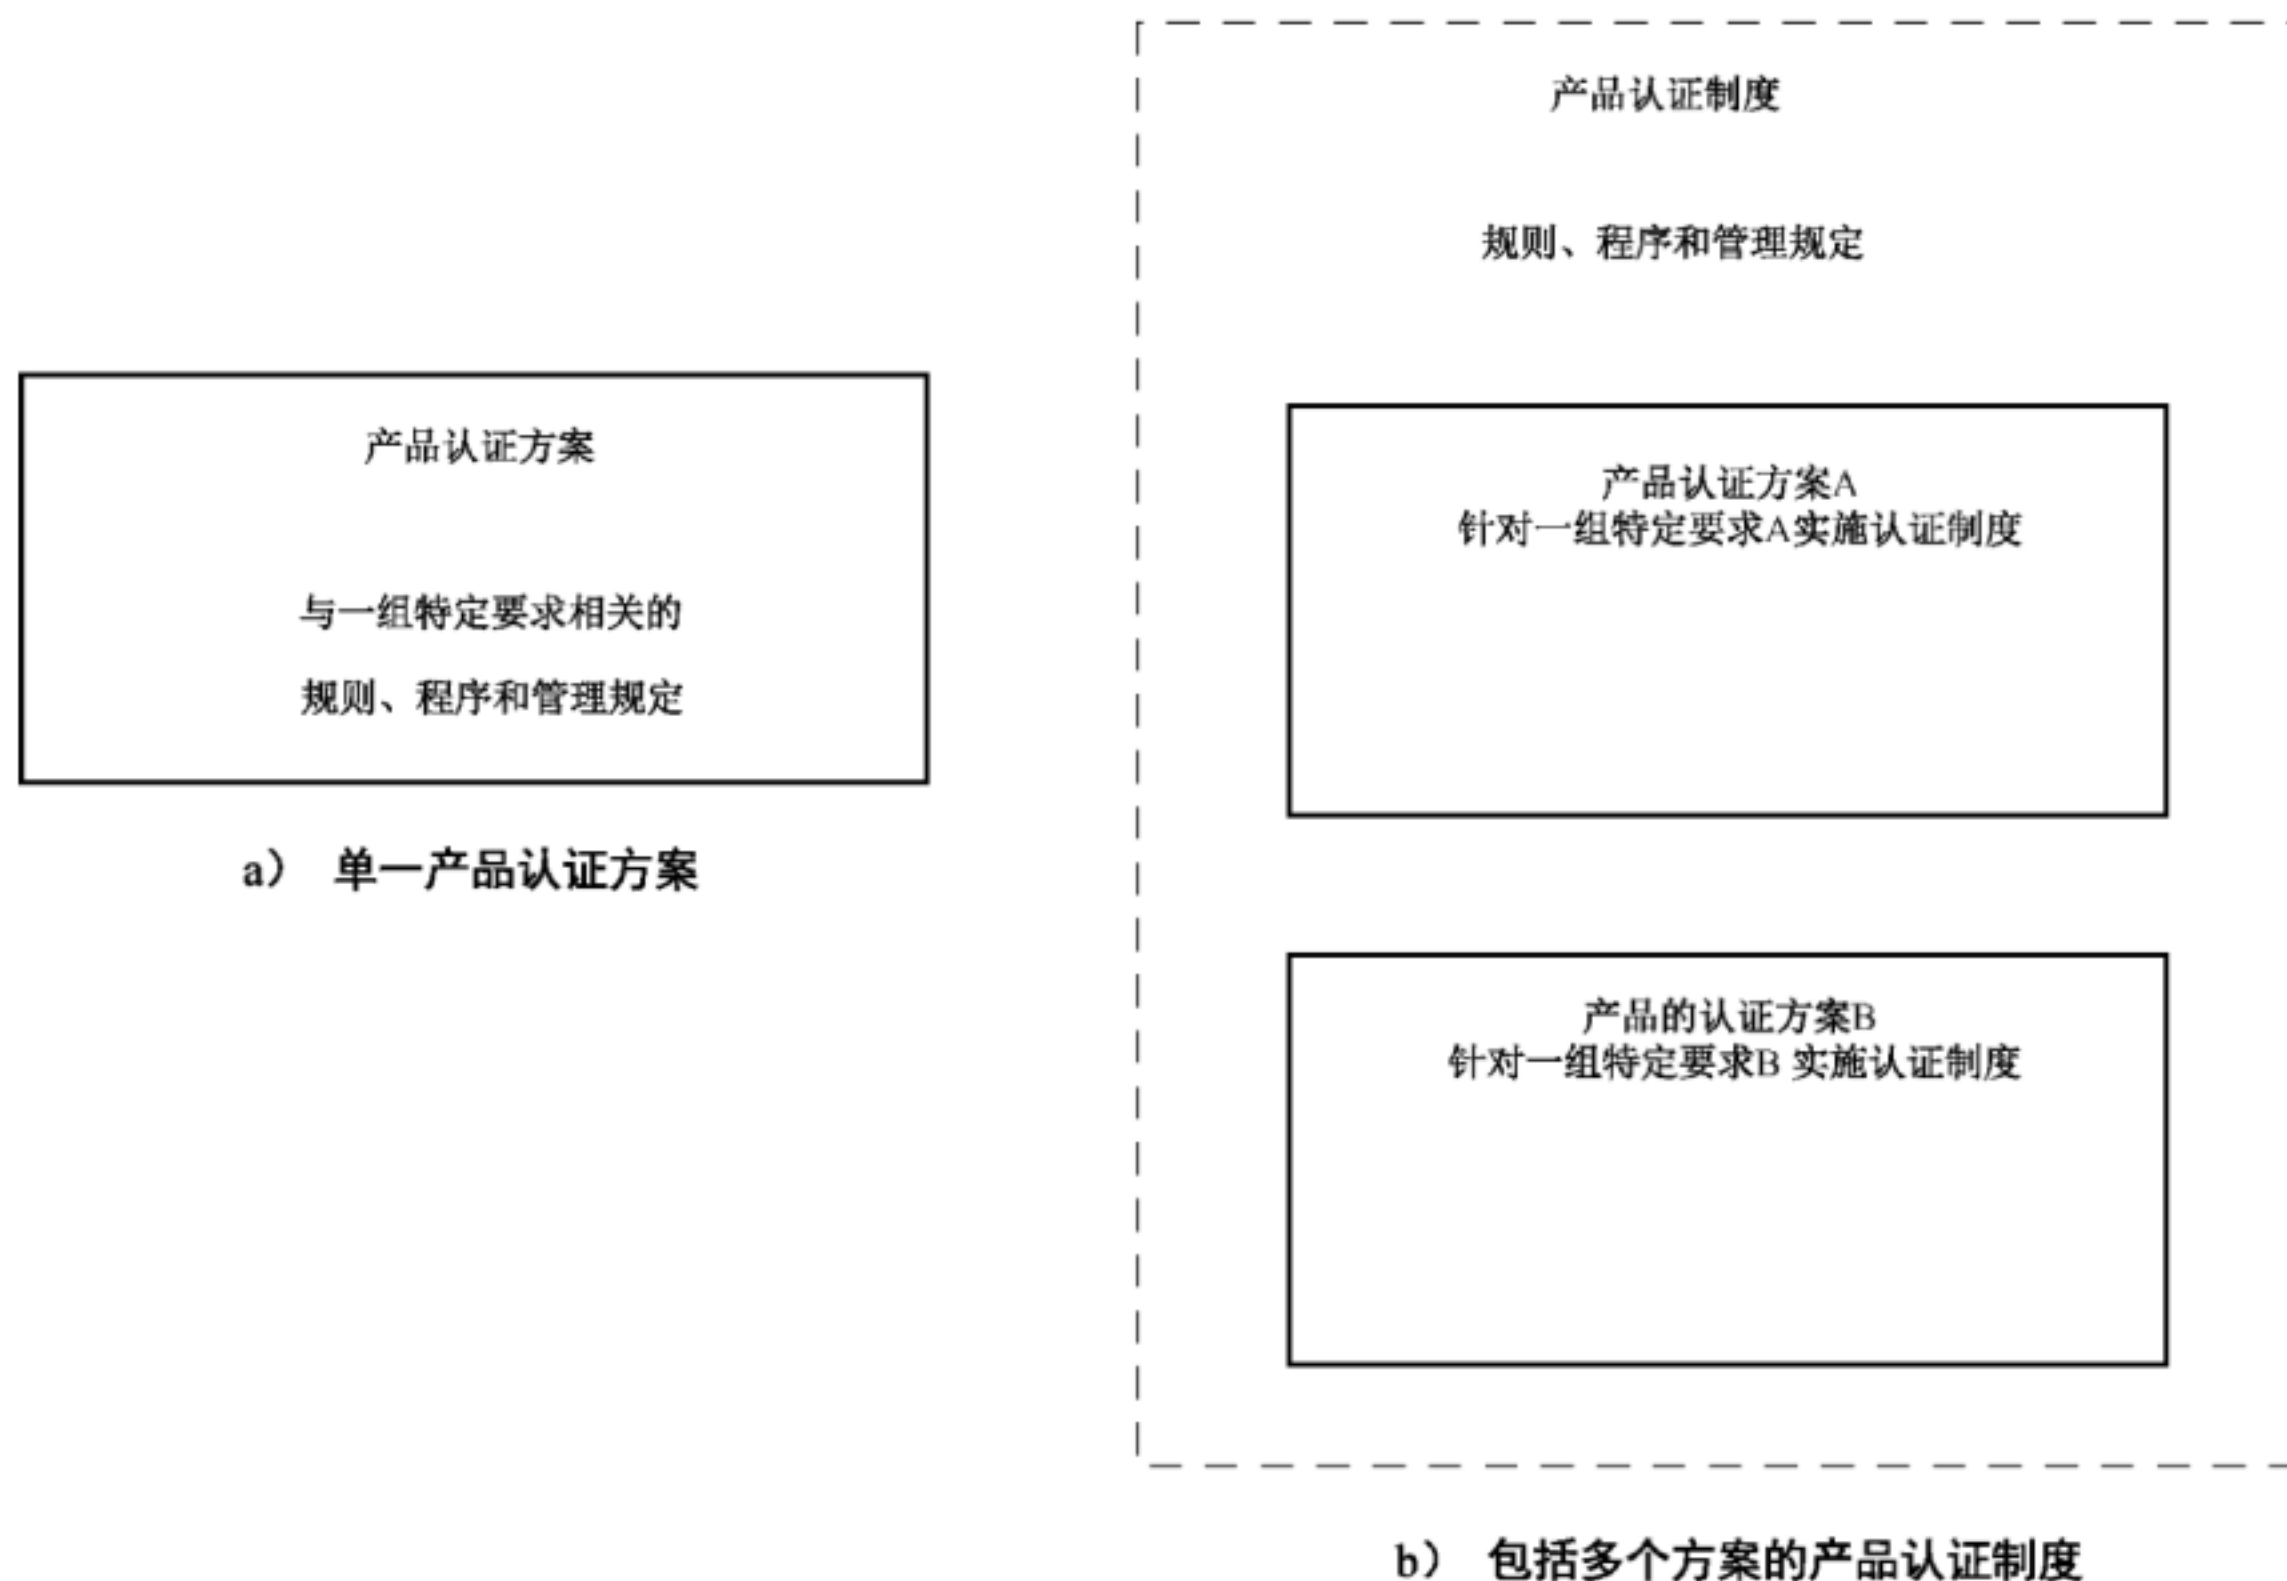 产品认证方案
与一组特定要求相关的
规则、程序和管理规定
a） 单一产品认证方案
产品认证制度
规则、程序和管理规定
产品认证方案A
针对一组特定要求A实施认证制度
产品的认证方案B
针对一组特定要求B 实施认证制度
b） 包括多个方案的产品认证制度